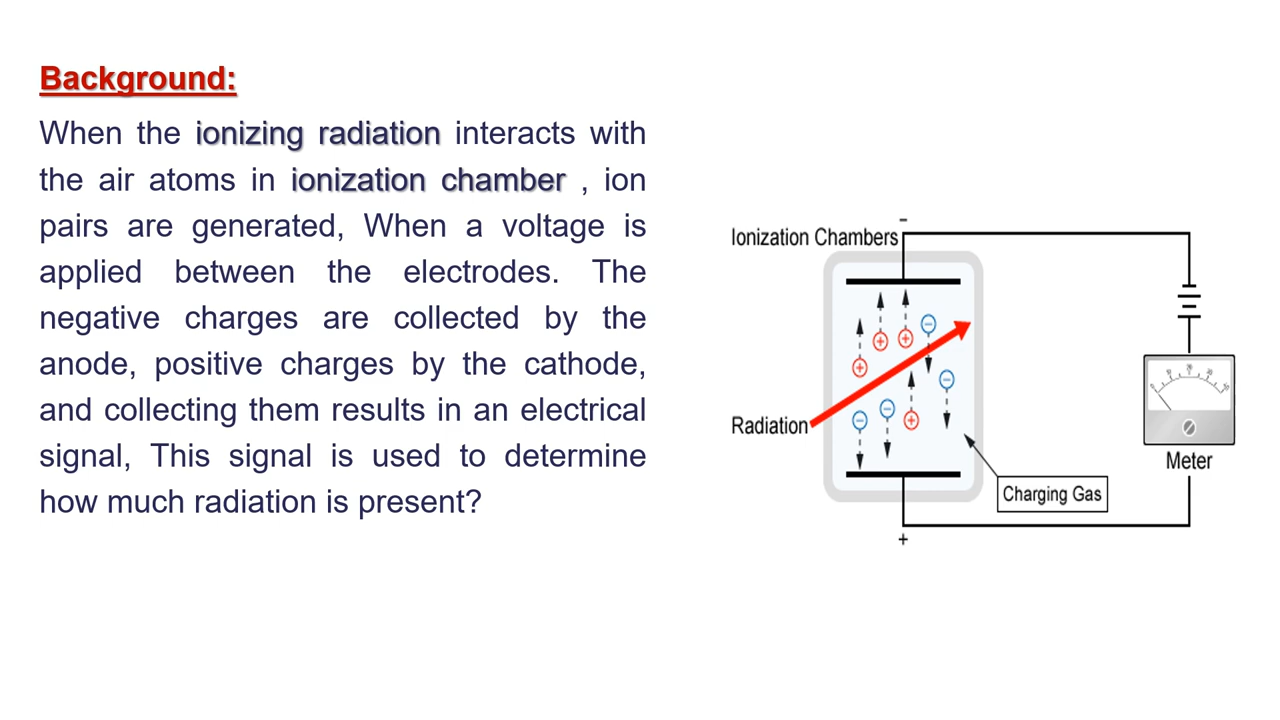 Background:
When the ionizing radiation interacts with
the air atoms in ionization chamber , ion
pairs are generated, When a voltage is
applied between the electrodes. The
negative charges are collected by the
anode, positive charges by the cathode,
and collecting them results in an electrical
signal, This signal is used to determine
how much radiation is present?
-
Ionization Chambers
Radiation
Charging Gas
Meter
+